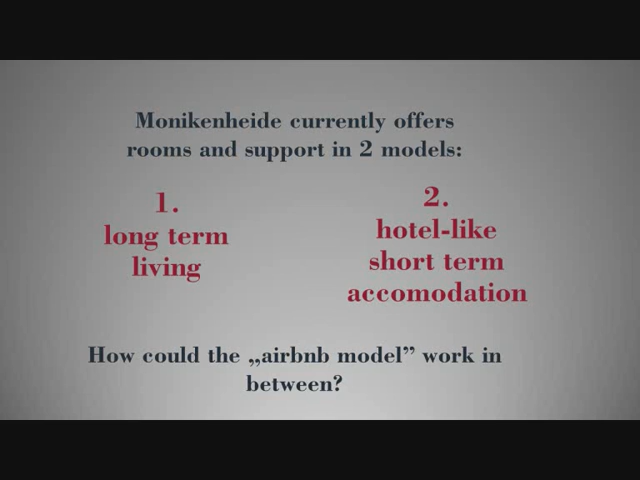 Monikenheide currently offers
rooms and support in 2 models:
1.
long term
living
2.
hotel-like
short term
accomodation
How could the „airbnb model” work in
between?